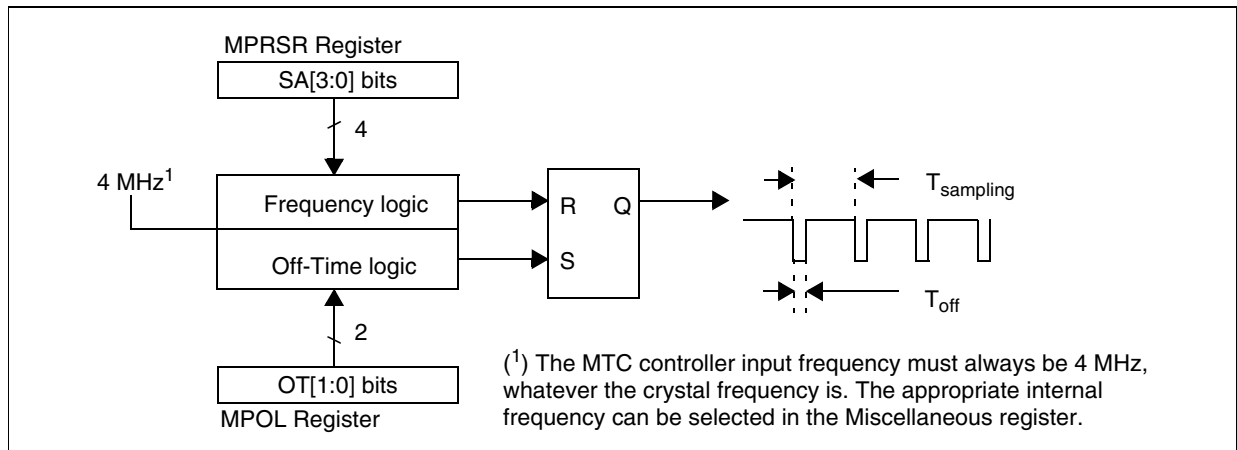 MPRSR Register
SA[3:0] bits
4
4 MHz¹
Frequency logic
Off-Time logic
R Q
S
T_sampling
T_off
2
OT[1:0] bits
MPOL Register
(¹) The MTC controller input frequency must always be 4 MHz,
whatever the crystal frequency is. The appropriate internal
frequency can be selected in the Miscellaneous register.